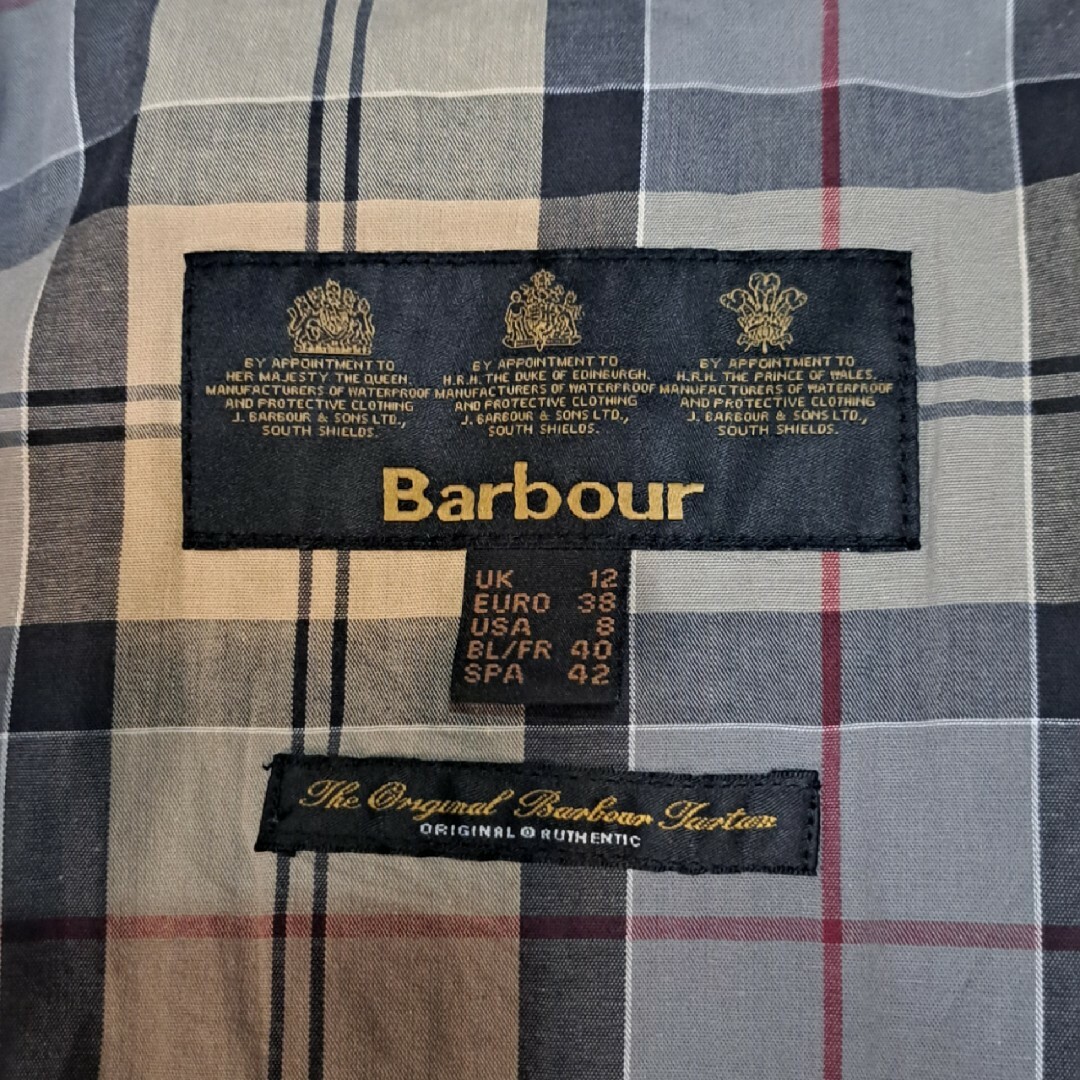 BY APPOINTMENT TO
HER MAJESTY THE QUEEN.
MANUFACTURERS OF WATERPROOF
AND PROTECTIVE CLOTHING
J. BARBOUR & SONS LTD.,
SOUTH SHIELDS.
BY APPOINTMENT TO
H.R.H. THE DUKE OF EDINBURGH.
MANUFACTURERS OF WATERPROOF
AND PROTECTIVE CLOTHING
J. BARBOUR & SONS LTD.,
SOUTH SHIELDS.
BY APPOINTMENT TO
H.R.H. THE PRINCE OF WALES.
MANUFACTURERS OF WATERPROOF
AND PROTECTIVE CLOTHING
J. BARBOUR & SONS LTD.,
SOUTH SHIELDS.
Barbour
UK 12
EURO 38
USA 8
BL/FR 40
SPA 42
The Original Barbour Tartan
ORIGINAL @ AUTHENTIC